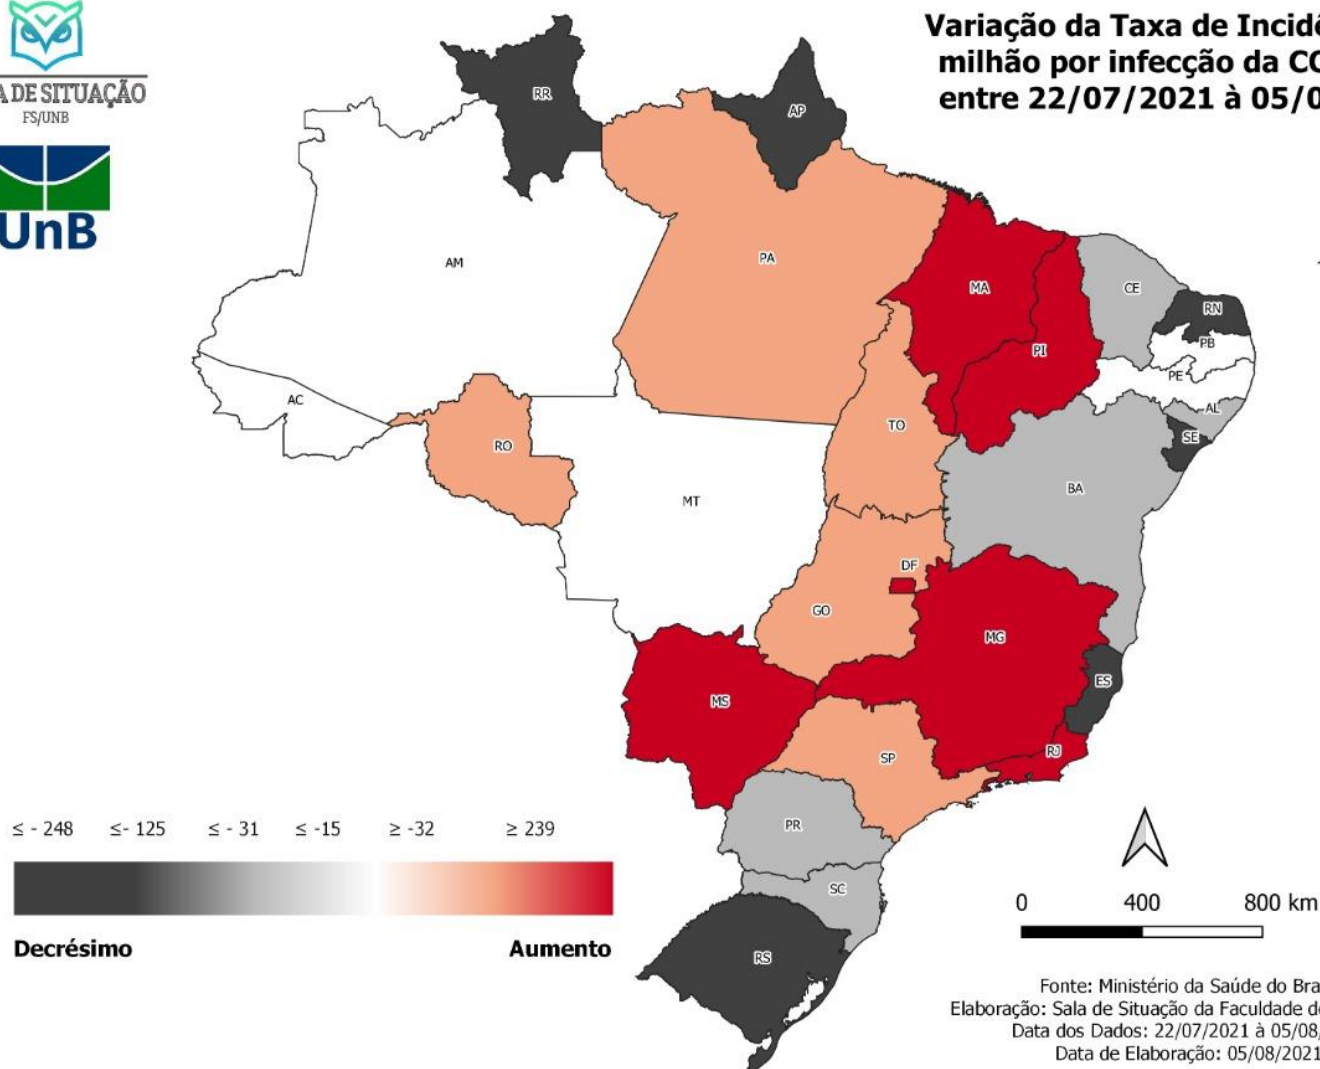 Variação da Taxa de Incidê
milhão por infecção da CO
entre 22/07/2021 à 05/0
A DE SITUAÇÃO
FS/UNB
UnB
RR
AP
AM
PA
MA
CE
RN
PI
PB
PE
AC
AL
TO
SE
RO
BA
MT
DF
GO
MG
ES
MS
RJ
SP
PR
SC
RS
≤ - 248 ≤- 125 ≤ - 31 ≤ -15 ≥ -32 ≥ 239
Decréscimo Aumento
0 400 800 km
Fonte: Ministério da Saúde do Bra
Elaboração: Sala de Situação da Faculdade de
Data dos Dados: 22/07/2021 à 05/08/
Data de Elaboração: 05/08/2021